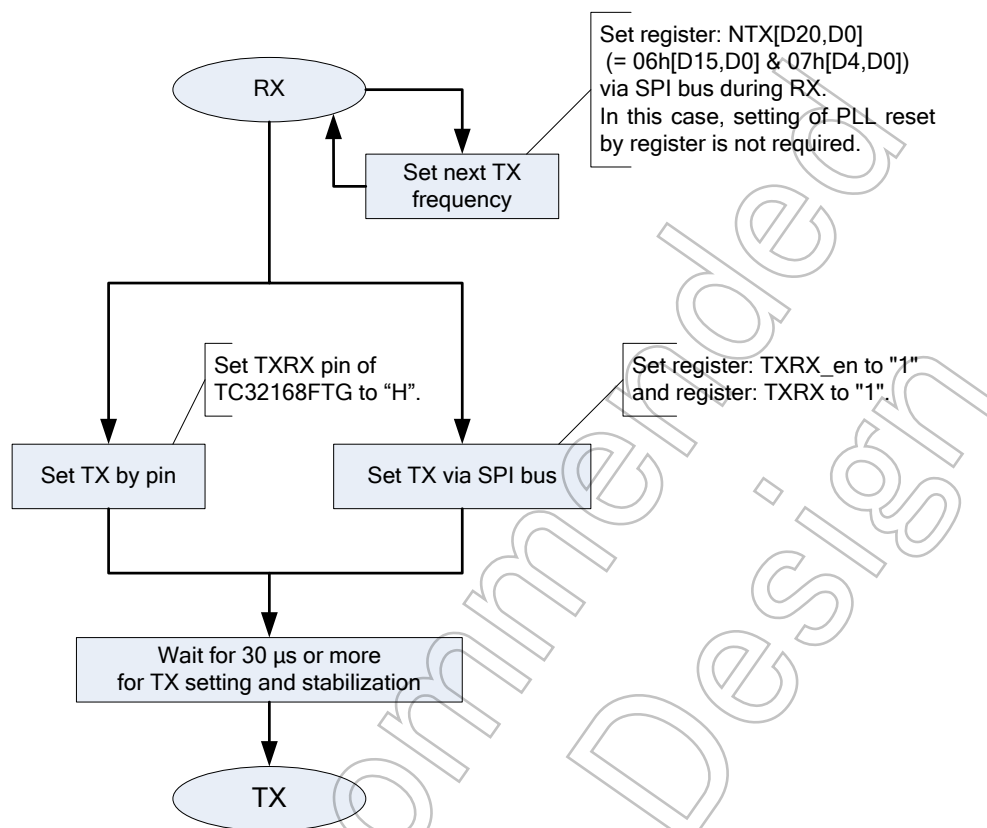 Set register: NTX[D20,D0]
(= 06h[D15,D0] & 07h[D4,D0])
via SPI bus during RX.
In this case, setting of PLL reset
by register is not required.
RX
Set next TX
frequency
Set TXRX pin of
TC32168FTG to “H”.
Set register: TXRX_en to "1"
and register: TXRX to "1".
Set TX by pin
Set TX via SPI bus
Wait for 30 µs or more
for TX setting and stabilization
TX
ommended
Design